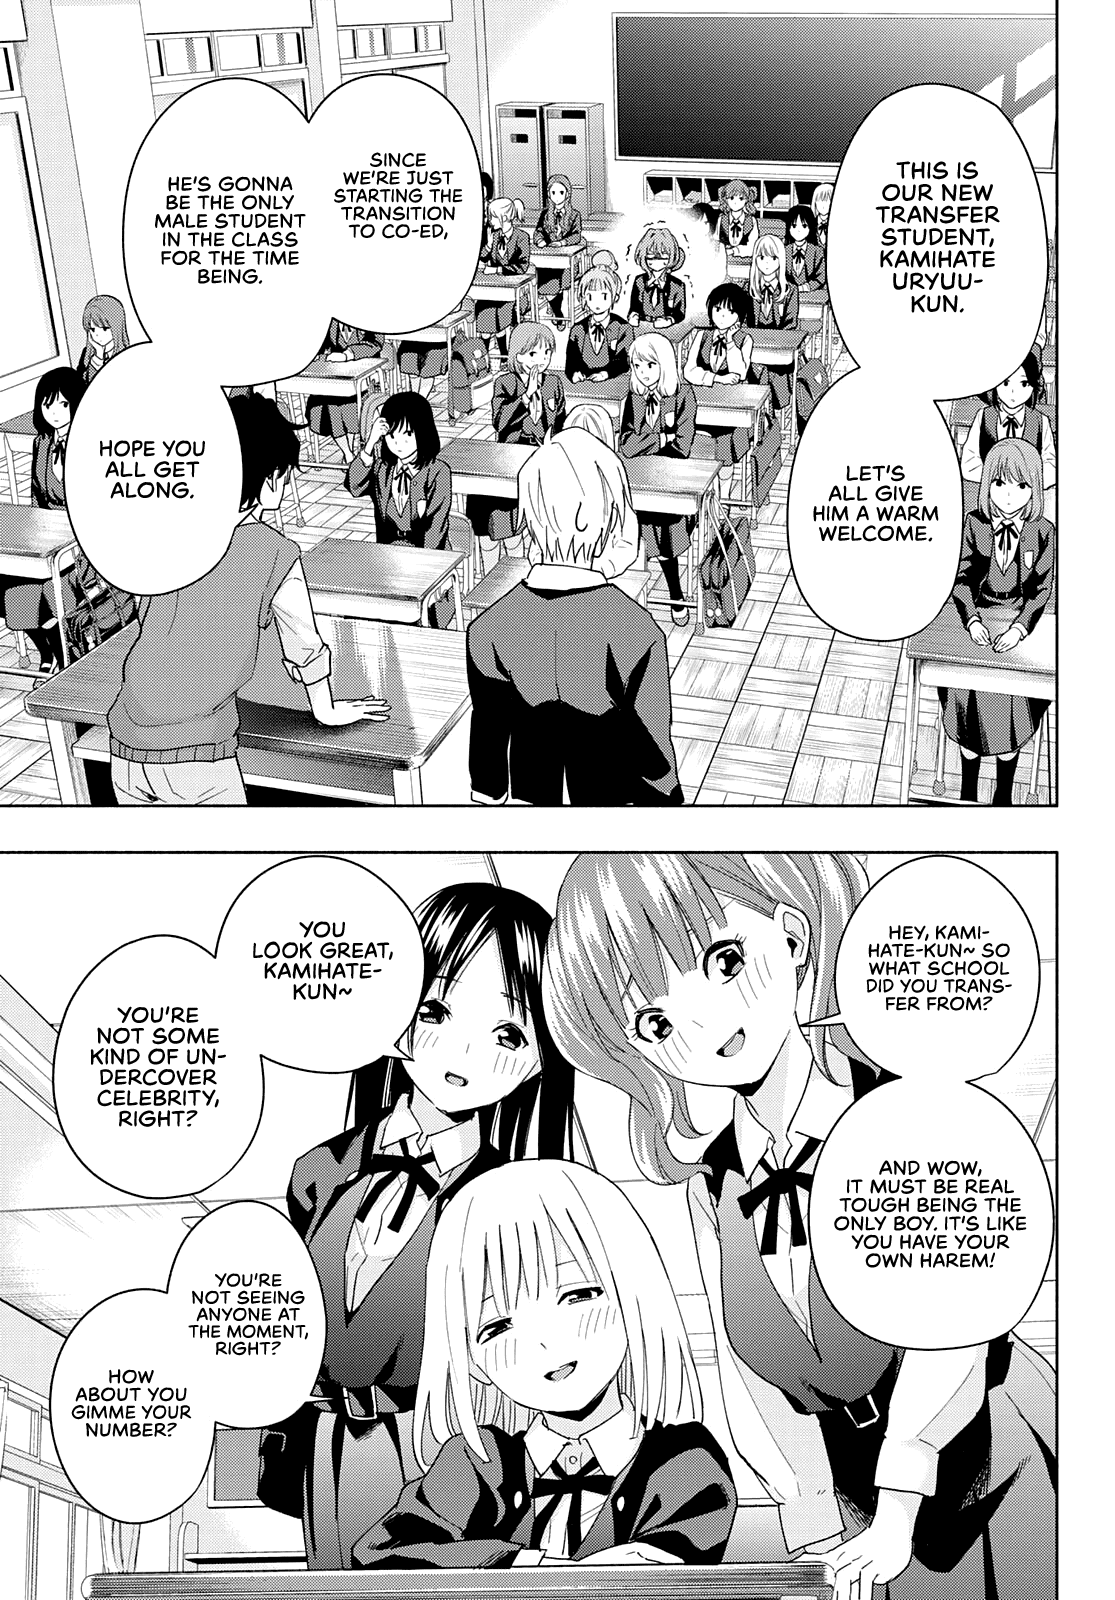 THIS IS
OUR NEW
TRANSFER
STUDENT,
KAMIHATE
URYUU-
KUN.
LET'S
ALL GIVE
HIM A WARM
WELCOME.
SINCE
WE'RE JUST
STARTING THE
TRANSITION
TO CO-ED,
HE'S GONNA
BE THE ONLY
MALE STUDENT
IN THE CLASS
FOR THE TIME
BEING.
HOPE YOU
ALL GET
ALONG.
HEY, KAMI-
HATE-KUN~ SO
WHAT SCHOOL
DID YOU TRANS-
FER FROM?
AND WOW,
IT MUST BE REAL
TOUGH BEING THE
ONLY BOY. IT'S LIKE
YOU HAVE YOUR
OWN HAREM!
YOU
LOOK GREAT,
KAMIHATE-
KUN~
YOU'RE
NOT SOME
KIND OF UN-
DERCOVER
CELEBRITY,
RIGHT?
YOU'RE
NOT SEEING
ANYONE AT
THE MOMENT,
RIGHT?
HOW
ABOUT YOU
GIMME YOUR
NUMBER?